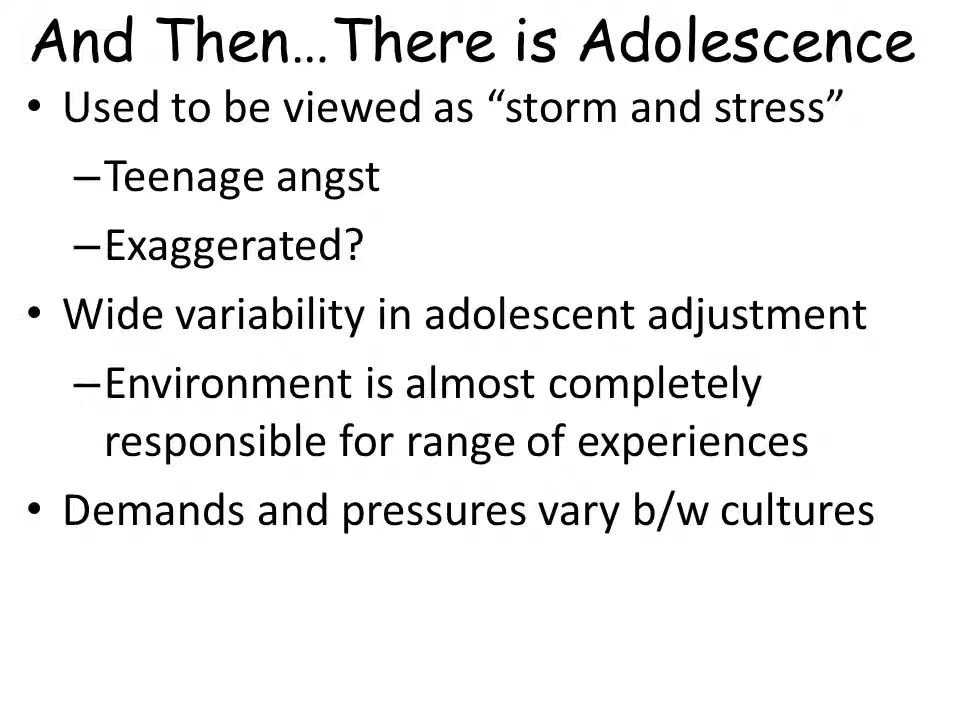 And Then…There is Adolescence
• Used to be viewed as “storm and stress”
–Teenage angst
–Exaggerated?
• Wide variability in adolescent adjustment
–Environment is almost completely
responsible for range of experiences
• Demands and pressures vary b/w cultures